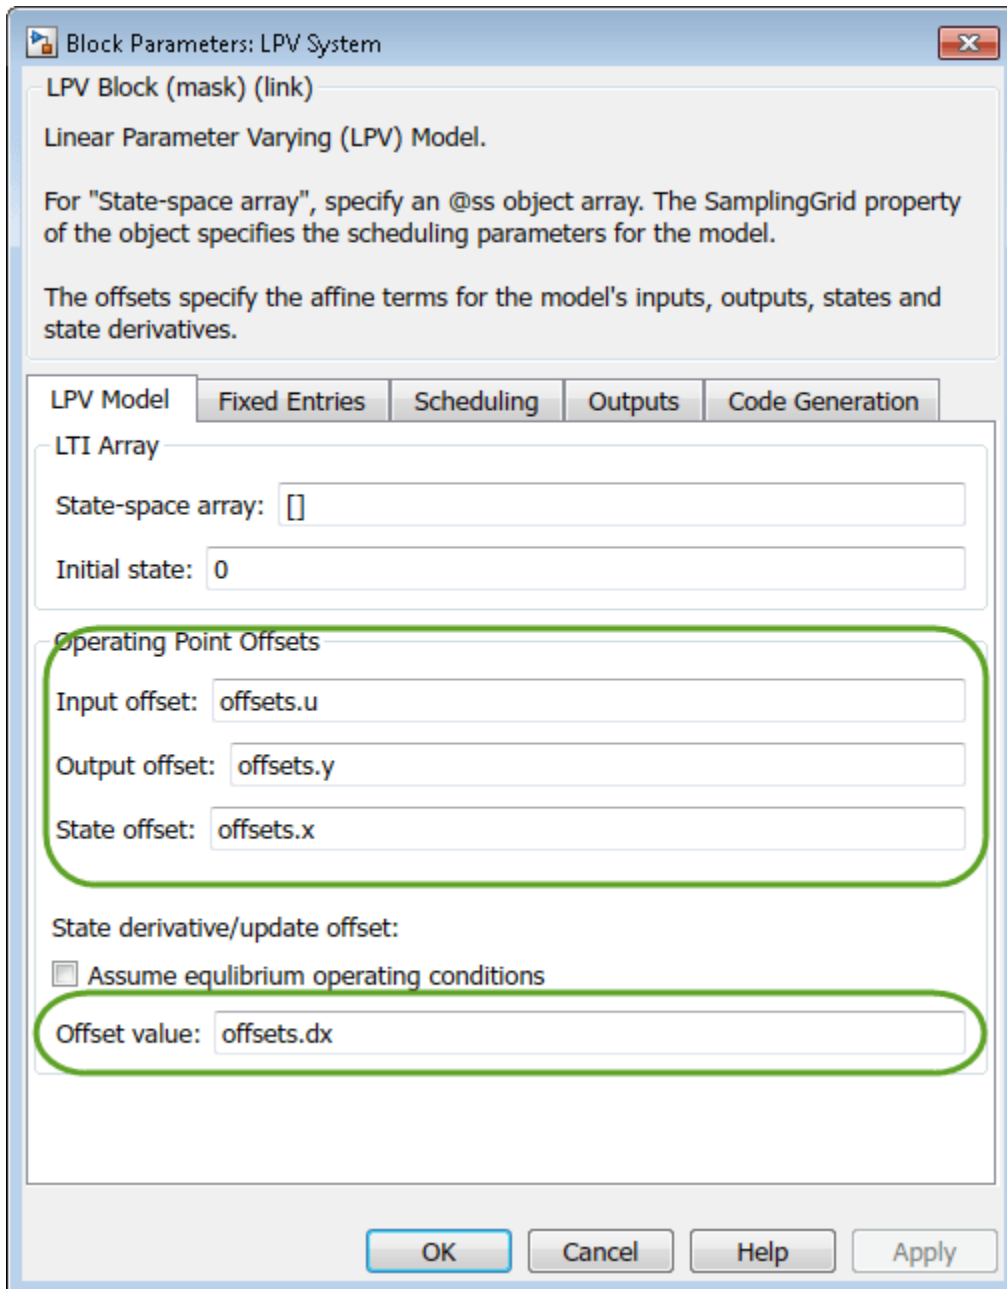 Block Parameters: LPV System
LPV Block (mask) (link)
Linear Parameter Varying (LPV) Model.
For "State-space array", specify an @ss object array. The SamplingGrid property
of the object specifies the scheduling parameters for the model.
The offsets specify the affine terms for the model's inputs, outputs, states and
state derivatives.
LPV Model Fixed Entries Scheduling Outputs Code Generation
LTI Array
State-space array: []
Initial state: 0
Operating Point Offsets
Input offset: offsets.u
Output offset: offsets.y
State offset: offsets.x
State derivative/update offset:
Assume equlibrium operating conditions
Offset value: offsets.dx
OK Cancel Help Apply